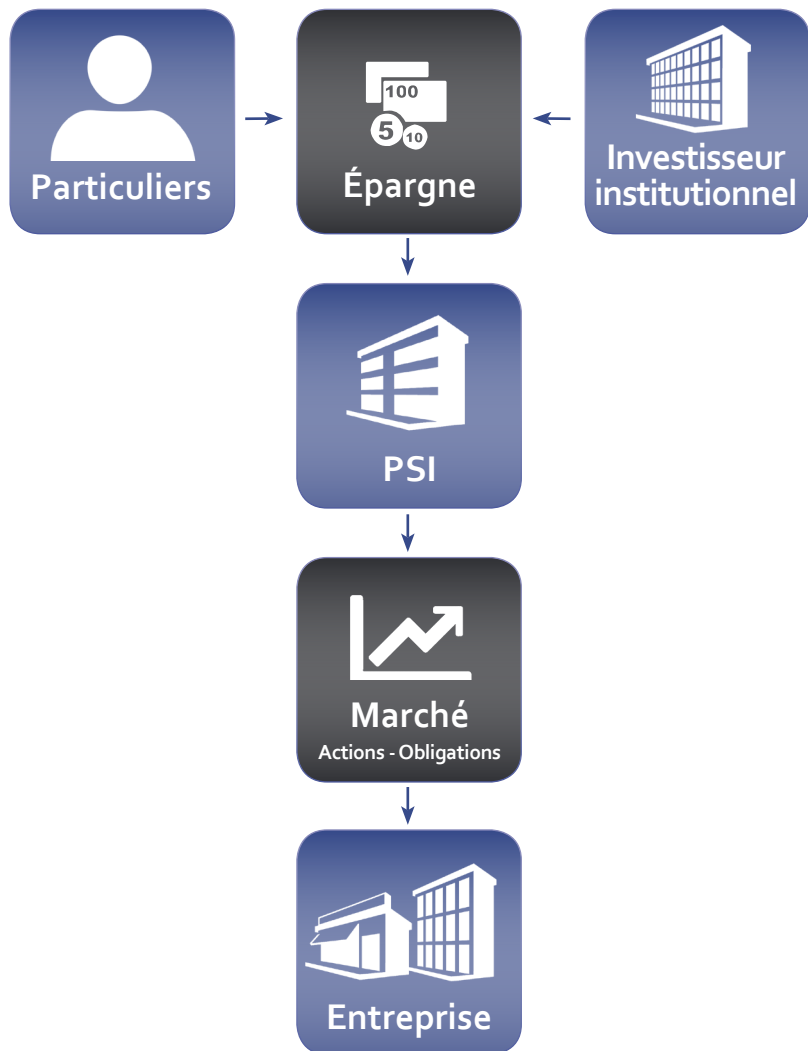 Particuliers
100
5
10
Épargne
Investisseur
institutionnel
PSI
Marché
Actions - Obligations
Entreprise